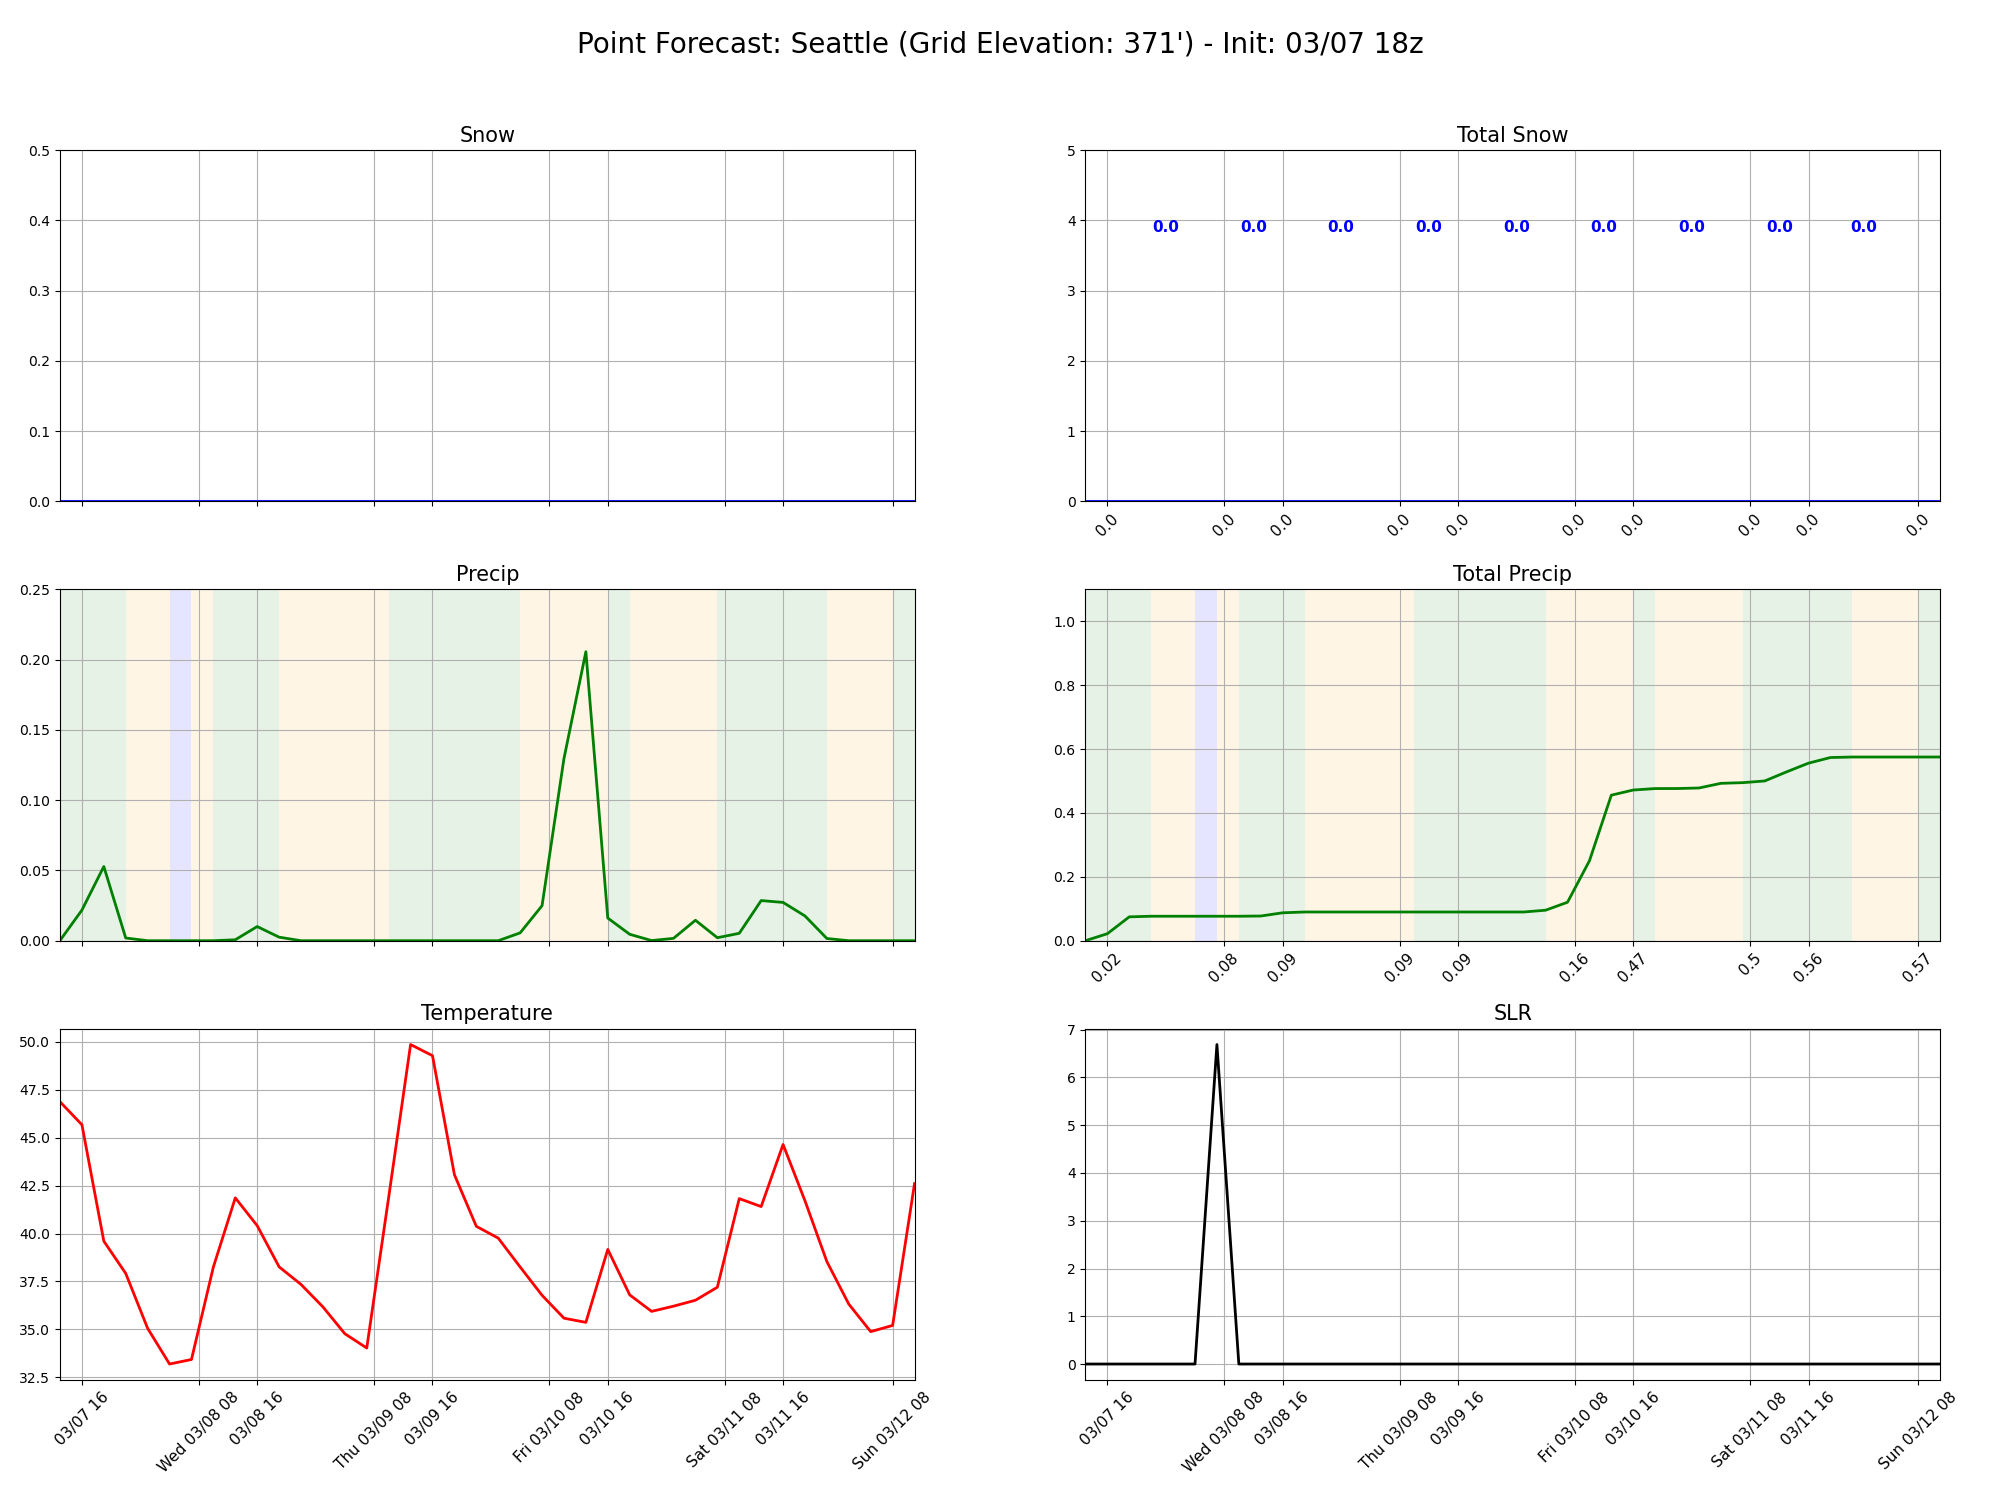 Point Forecast: Seattle (Grid Elevation: 371') - Init: 03/07 18z
Snow
0.5
0.4
0.3
0.2
0.1
0.0
Total Snow
5
4
3
2
1
0
0.0 0.0 0.0 0.0 0.0 0.0 0.0 0.0 0.0
0.0 0.0 0.0 0.0 0.0 0.0 0.0 0.0 0.0 0.0
Precip
0.25
0.20
0.15
0.10
0.05
0.00
Total Precip
1.0
0.8
0.6
0.4
0.2
0.0
0.02 0.08 0.09 0.09 0.09 0.16 0.47 0.5 0.56 0.57
Temperature
50.0
47.5
45.0
42.5
40.0
37.5
35.0
32.5
03/07 16
Wed 03/08 08
03/08 16
Thu 03/09 08
03/09 16
Fri 03/10 08
03/10 16
Sat 03/11 08
03/11 16
Sun 03/12 08
SLR
7
6
5
4
3
2
1
0
03/07 16
Wed 03/08 08
03/08 16
Thu 03/09 08
03/09 16
Fri 03/10 08
03/10 16
Sat 03/11 08
03/11 16
Sun 03/12 08